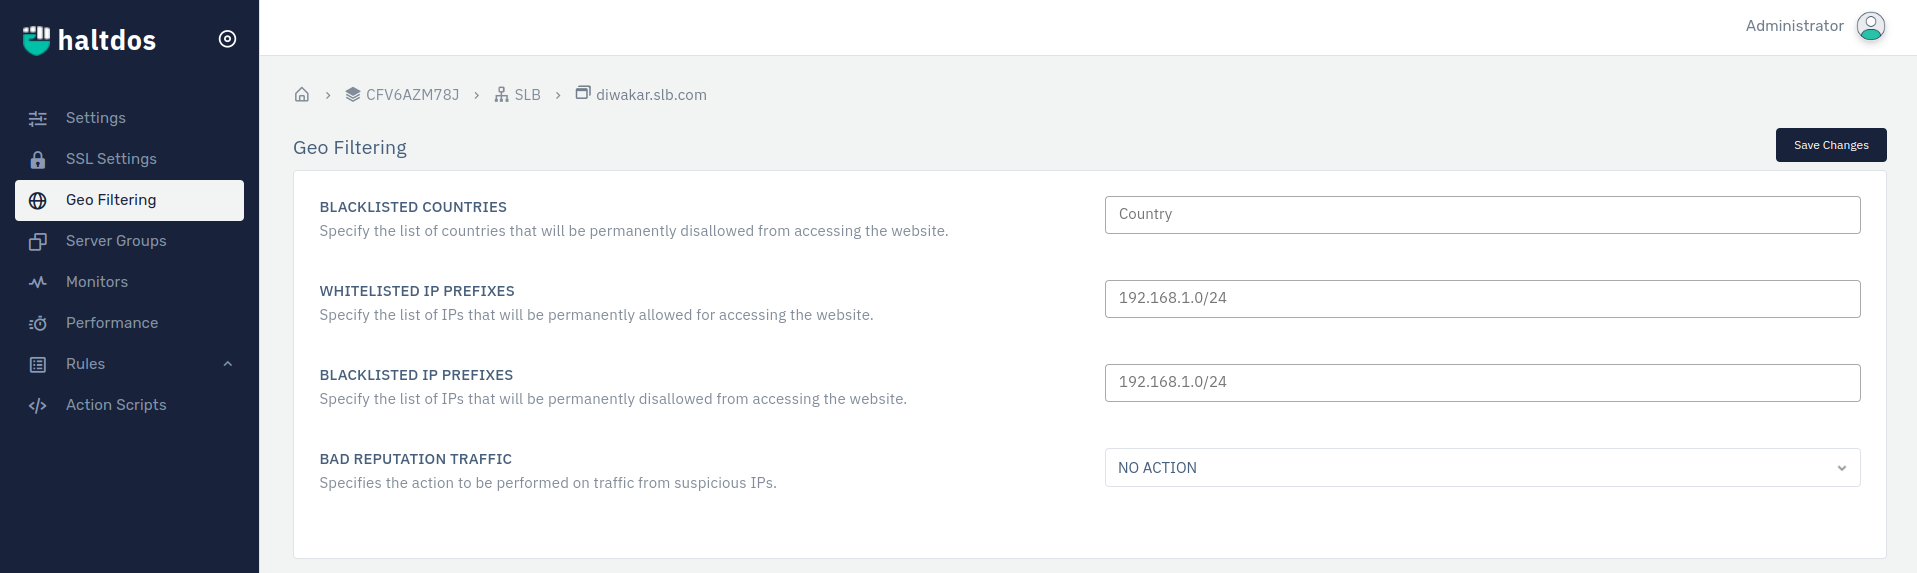 haltdos
Administrator
Settings
SSL Settings
Geo Filtering
Server Groups
Monitors
Performance
Rules
Action Scripts
CFV6AZM78J
SLB
diwakar.slb.com
Geo Filtering
Save Changes
BLACKLISTED COUNTRIES
Specify the list of countries that will be permanently disallowed from accessing the website.
Country
WHITELISTED IP PREFIXES
Specify the list of IPs that will be permanently allowed for accessing the website.
192.168.1.0/24
BLACKLISTED IP PREFIXES
Specify the list of IPs that will be permanently disallowed from accessing the website.
192.168.1.0/24
BAD REPUTATION TRAFFIC
Specifies the action to be performed on traffic from suspicious IPs.
NO ACTION